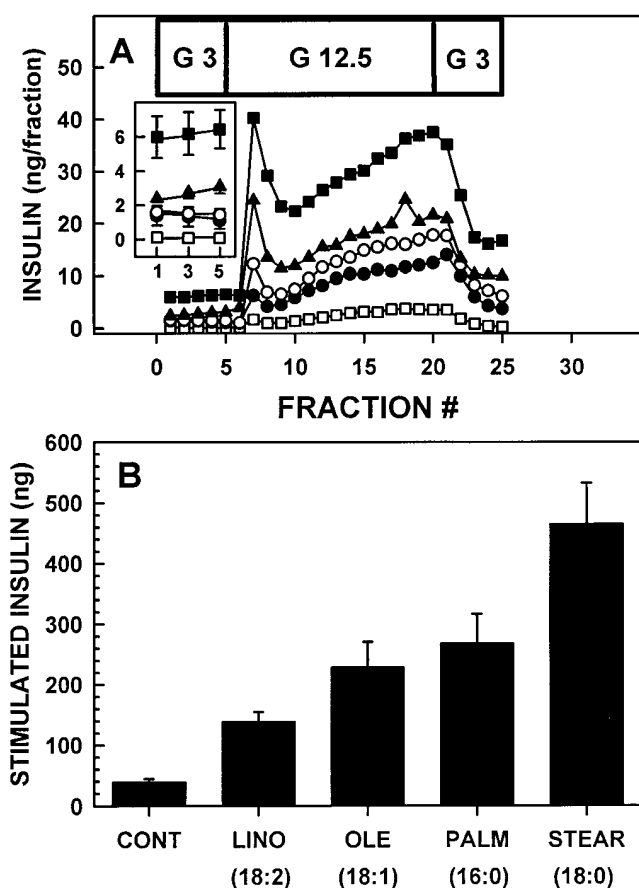 A
G 3
G 12.5
G 3
INSULIN (ng/fraction)
60
50
40
30
20
10
0
6
4
2
0
1 3 5
0 5 10 15 20 25 30
FRACTION #
B
STIMULATED INSULIN (ng)
600
500
400
300
200
100
0
CONT LINO OLE PALM STEAR
(18:2) (18:1) (16:0) (18:0)